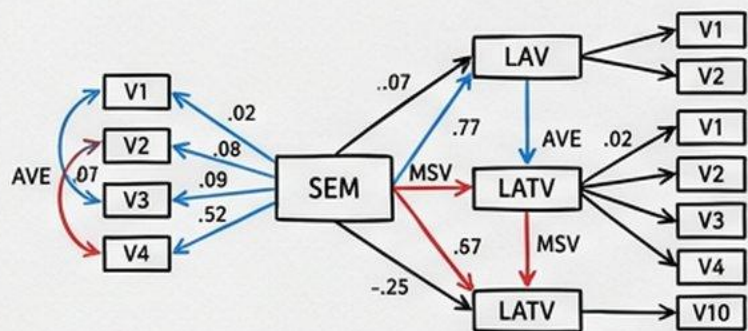 V1
V2
V3
V4
AVE
.07
.02
.08
.09
.52
SEM
..07
.77
MSV
.67
-.25
LAV
AVE
LATV
MSV
LATV
V1
V2
.02
V1
V2
V3
V4
V10